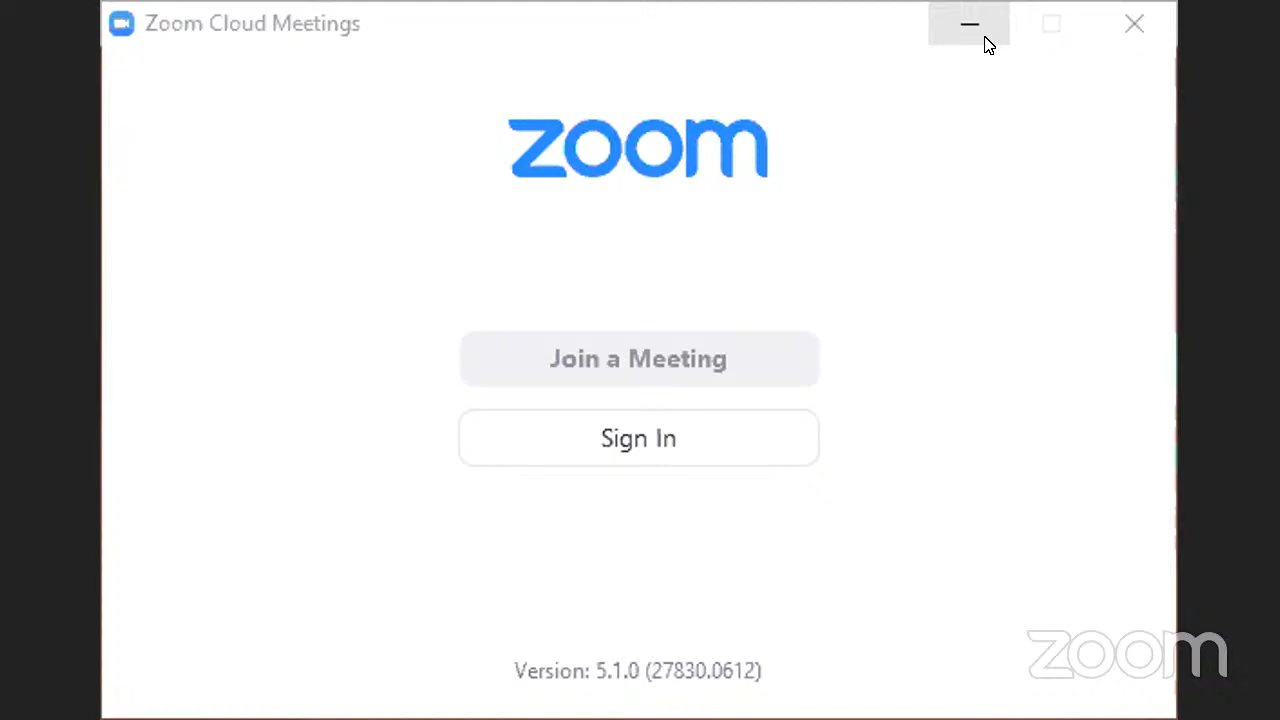 Zoom Cloud Meetings
zoom
Join a Meeting
Sign In
Version: 5.1.0 (27830.0612)
zoom